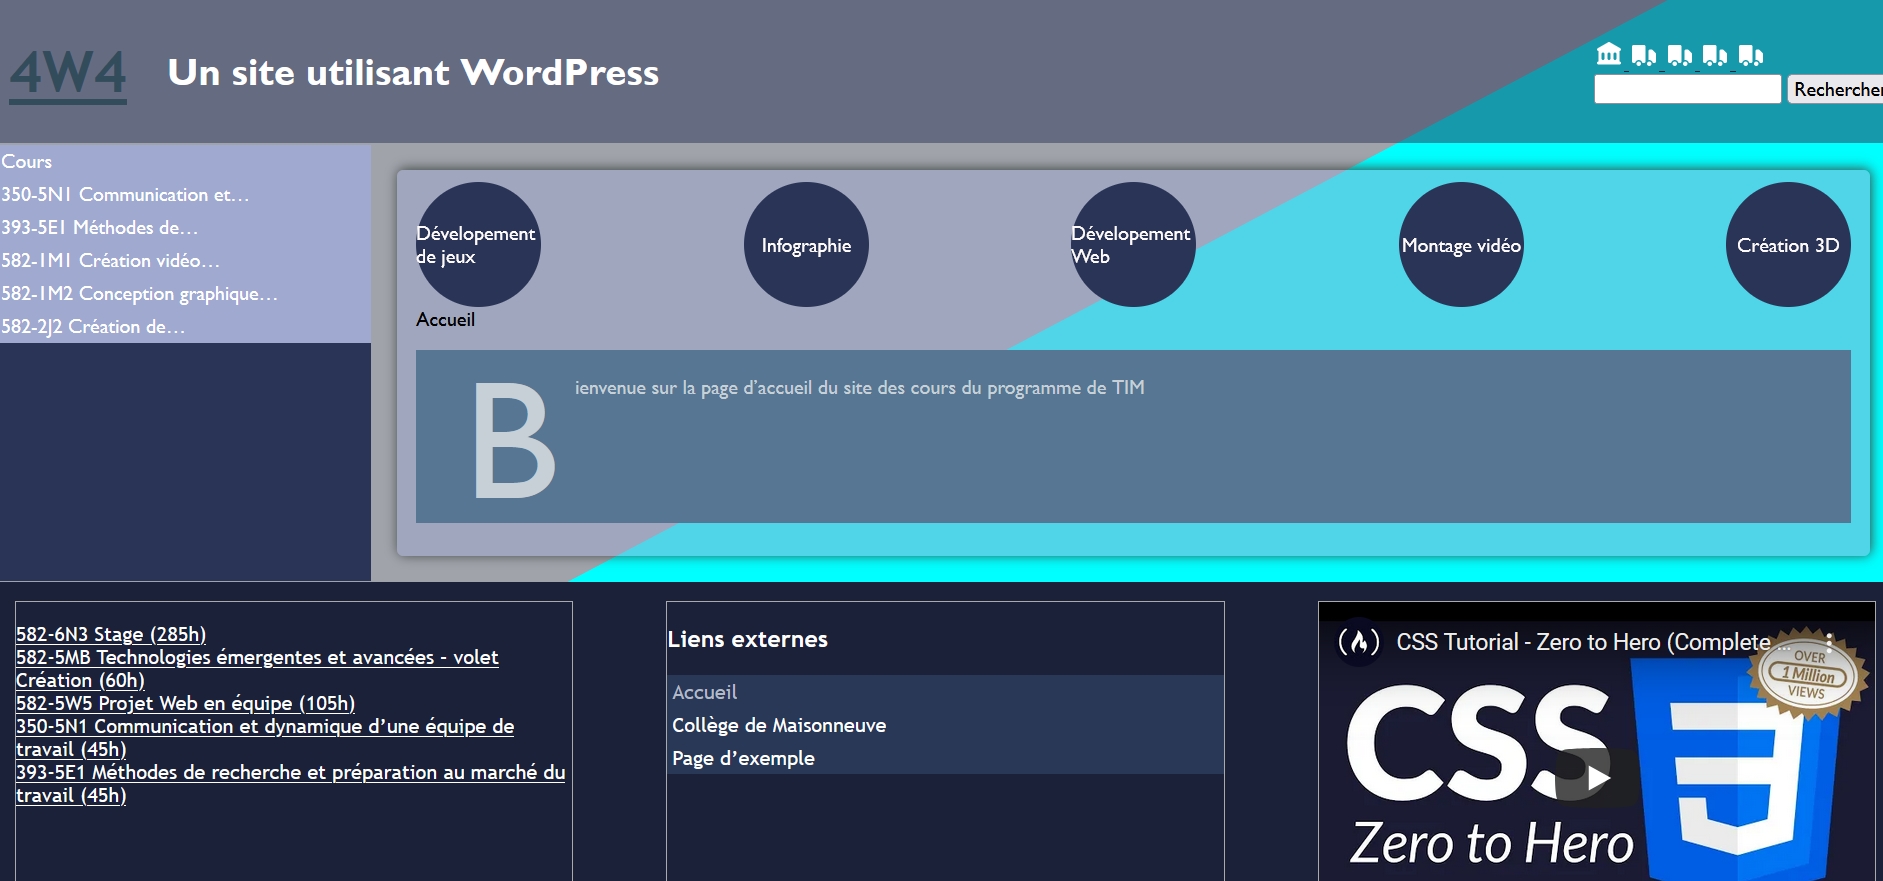 4W4
Un site utilisant WordPress
Rechercher
Cours
350-5N1 Communication et…
393-5E1 Méthodes de…
582-1M1 Création vidéo…
582-1M2 Conception graphique…
582-2J2 Création de…
Dévelopement
de jeux
Infographie
Dévelopement
Web
Montage vidéo
Création 3D
Accueil
Bienvenue sur la page d’accueil du site des cours du programme de TIM
582-6N3 Stage (285h)
582-5MB Technologies émergentes et avancées – volet
Création (60h)
582-5W5 Projet Web en équipe (105h)
350-5N1 Communication et dynamique d’une équipe de
travail (45h)
393-5E1 Méthodes de recherche et préparation au marché du
travail (45h)
Liens externes
Accueil
Collège de Maisonneuve
Page d’exemple
CSS Tutorial - Zero to Hero (Complete ...
OVER
1 Million
VIEWS
CSS
Zero to Hero